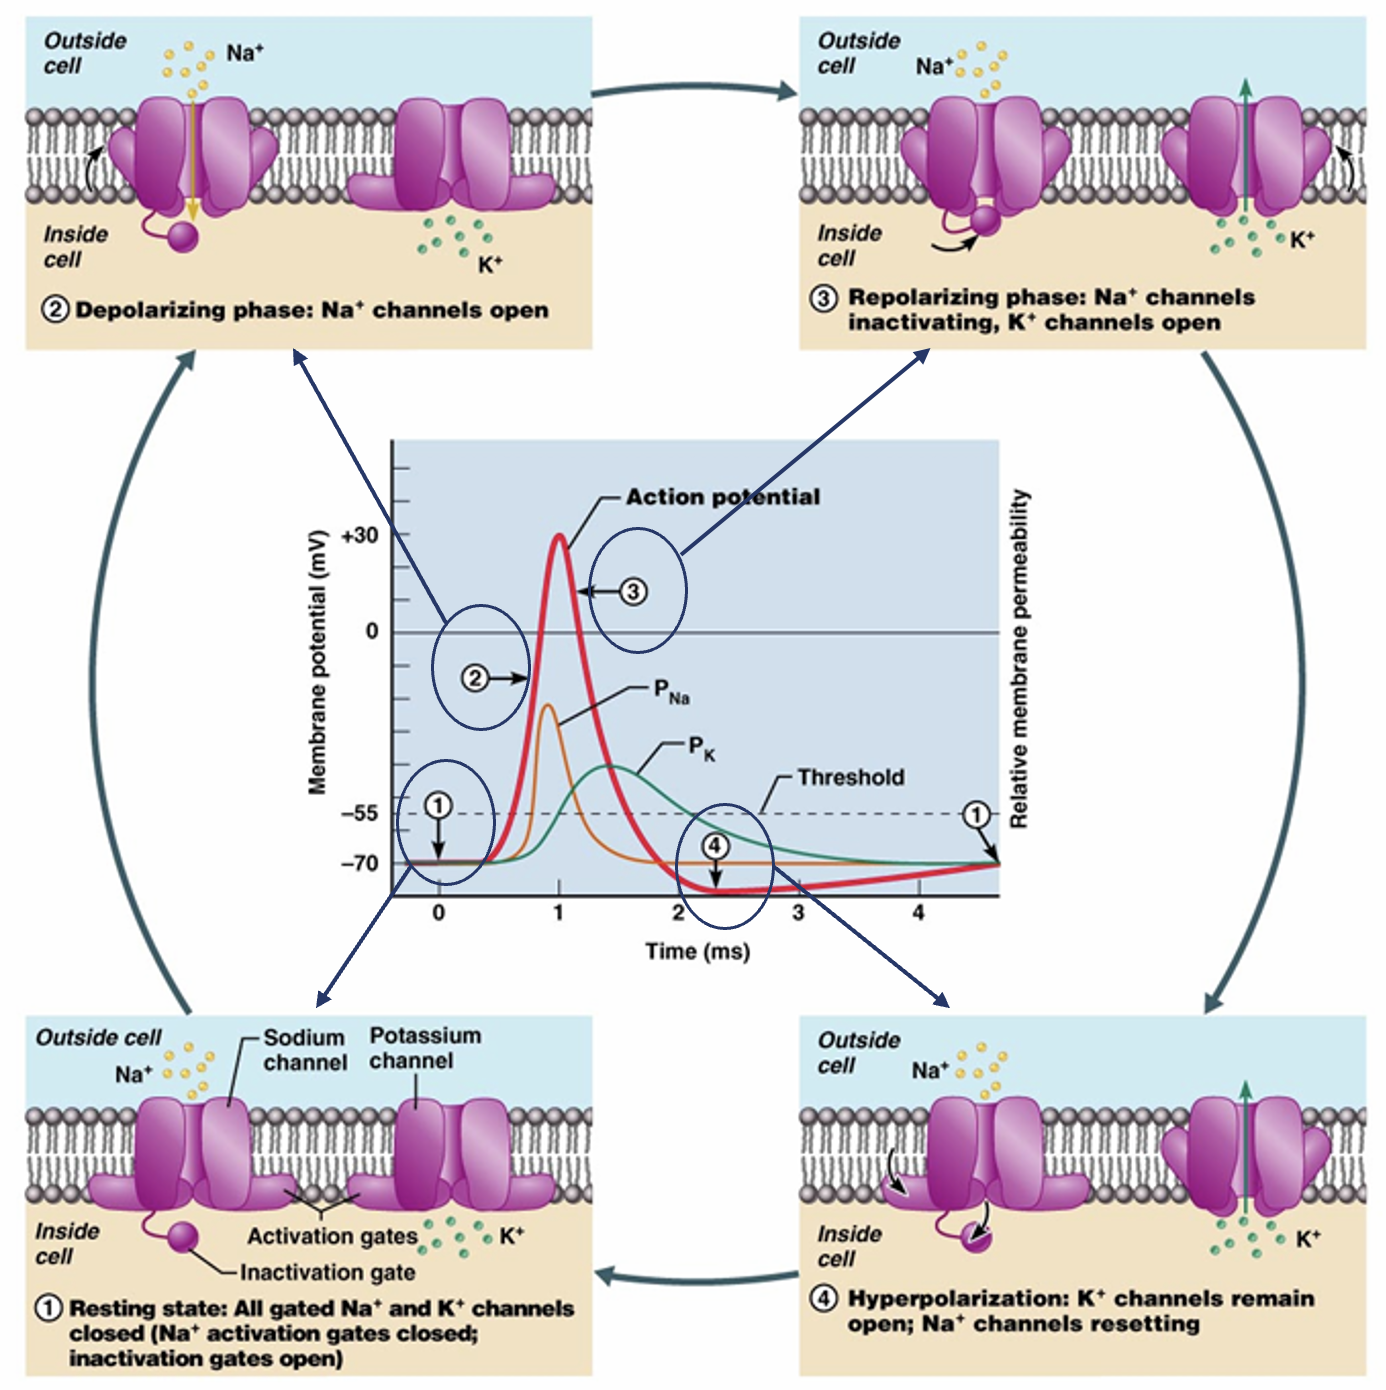 Outside
cell
Na⁺
Inside
cell
K⁺
② Depolarizing phase: Na⁺ channels open
Outside
cell
Na⁺
Inside
cell
K⁺
③ Repolarizing phase: Na⁺ channels
inactivating, K⁺ channels open
Membrane potential (mV)
+30
0
–55
–70
Action potential
③
②
P_Na
P_K
Threshold
①
④
①
0 1 2 3 4
Time (ms)
Relative membrane permeability
Outside cell
Na⁺
Sodium
channel
Potassium
channel
Inside
cell
Activation gates
K⁺
Inactivation gate
① Resting state: All gated Na⁺ and K⁺ channels
closed (Na⁺ activation gates closed;
inactivation gates open)
Outside
cell
Na⁺
Inside
cell
K⁺
④ Hyperpolarization: K⁺ channels remain
open; Na⁺ channels resetting